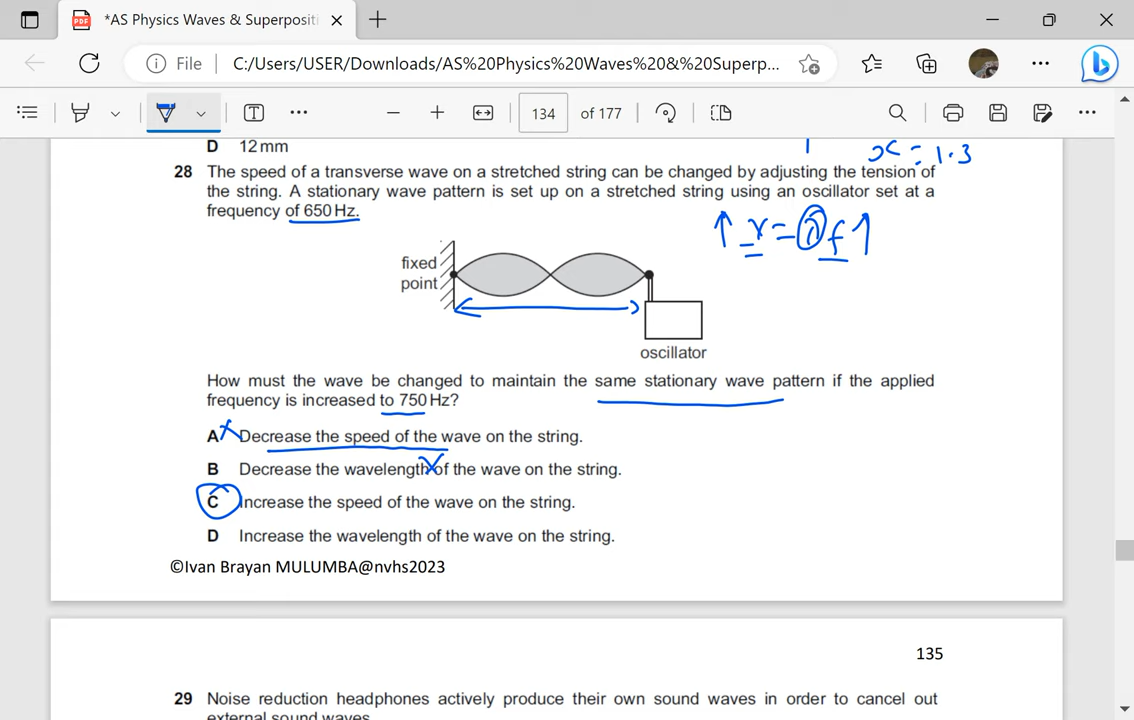 *AS Physics Waves & Superposit
File
C:/Users/USER/Downloads/AS%20Physics%20Waves%20&%20Superp...
134 of 177
D 12 mm
x = 1.3
28 The speed of a transverse wave on a stretched string can be changed by adjusting the tension of
the string. A stationary wave pattern is set up on a stretched string using an oscillator set at a
frequency of 650 Hz.
↑ v = λ f ↑
fixed
point
oscillator
How must the wave be changed to maintain the same stationary wave pattern if the applied
frequency is increased to 750 Hz?
A Decrease the speed of the wave on the string.
B Decrease the wavelength of the wave on the string.
C Increase the speed of the wave on the string.
D Increase the wavelength of the wave on the string.
©Ivan Brayan MULUMBA@nvhs2023
135
29 Noise reduction headphones actively produce their own sound waves in order to cancel out
external sound waves.